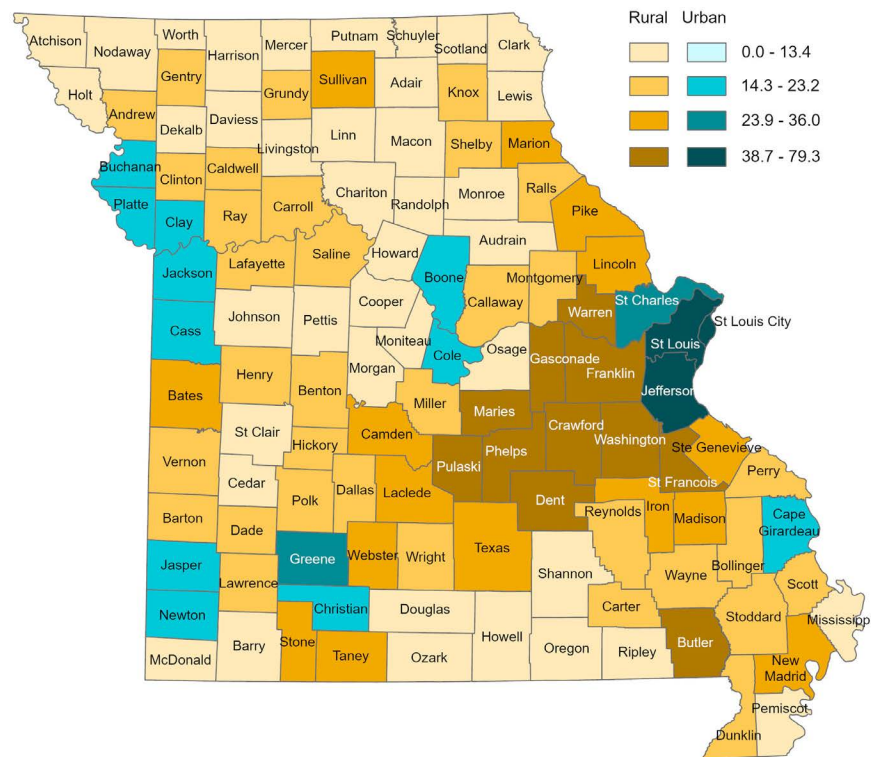 Rural Urban
0.0 - 13.4
14.3 - 23.2
23.9 - 36.0
38.7 - 79.3
Atchison
Nodaway
Worth
Harrison
Mercer
Putnam
Schuyler
Scotland
Clark
Holt
Andrew
Gentry
Grundy
Sullivan
Adair
Knox
Lewis
Dekalb
Daviess
Livingston
Linn
Macon
Shelby
Marion
Buchanan
Clinton
Caldwell
Chariton
Randolph
Monroe
Ralls
Platte
Clay
Ray
Carroll
Pike
Audrain
Jackson
Lafayette
Saline
Howard
Boone
Callaway
Montgomery
Lincoln
Cass
Johnson
Pettis
Cooper
Moniteau
Cole
Osage
Gasconade
Warren
St Charles
St Louis City
St Louis
Franklin
Jefferson
Bates
Henry
Benton
Morgan
Miller
Maries
Crawford
Washington
Ste Genevieve
St Clair
Hickory
Camden
Pulaski
Phelps
St Francois
Perry
Vernon
Cedar
Polk
Dallas
Laclede
Dent
Reynolds
Iron
Madison
Cape
Girardeau
Barton
Dade
Greene
Webster
Wright
Texas
Shannon
Wayne
Bollinger
Scott
Jasper
Lawrence
Christian
Douglas
Carter
Stoddard
Mississipp
Newton
McDonald
Barry
Stone
Taney
Ozark
Howell
Oregon
Ripley
Butler
New
Madrid
Pemiscot
Dunklin